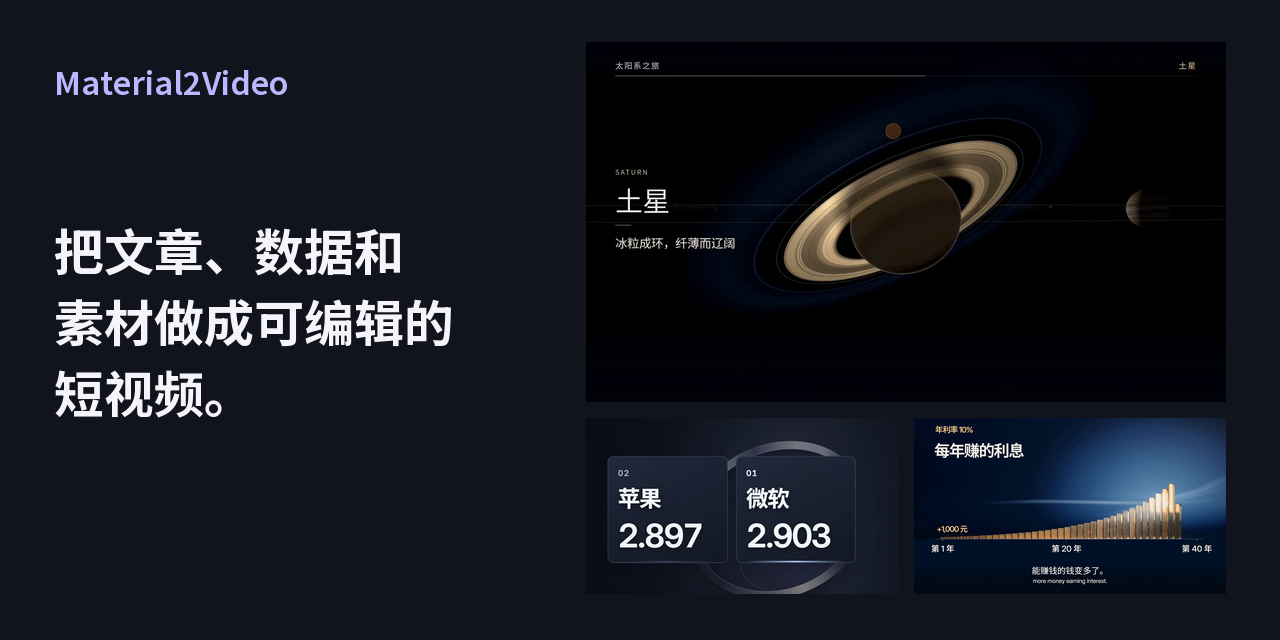 Material2Video
把文章、数据和
素材做成可编辑的
短视频。
太阳系之旅
土星
SATURN
土星
冰粒成环，纤薄而辽阔
02
苹果
2.897
01
微软
2.903
年利率 10%
每年赚的利息
+1,000 元
第 1 年
第 20 年
第 40 年
能赚钱的钱变多了。
more money earning interest.